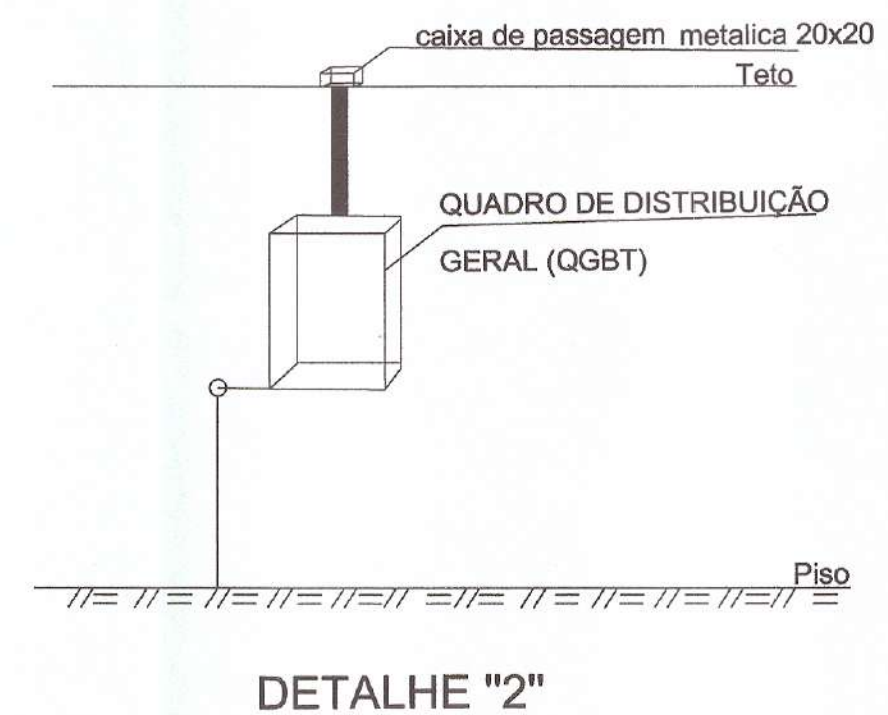 caixa de passagem metalica 20x20
Teto
QUADRO DE DISTRIBUIÇÃO
GERAL (QGBT)
Piso
DETALHE "2"